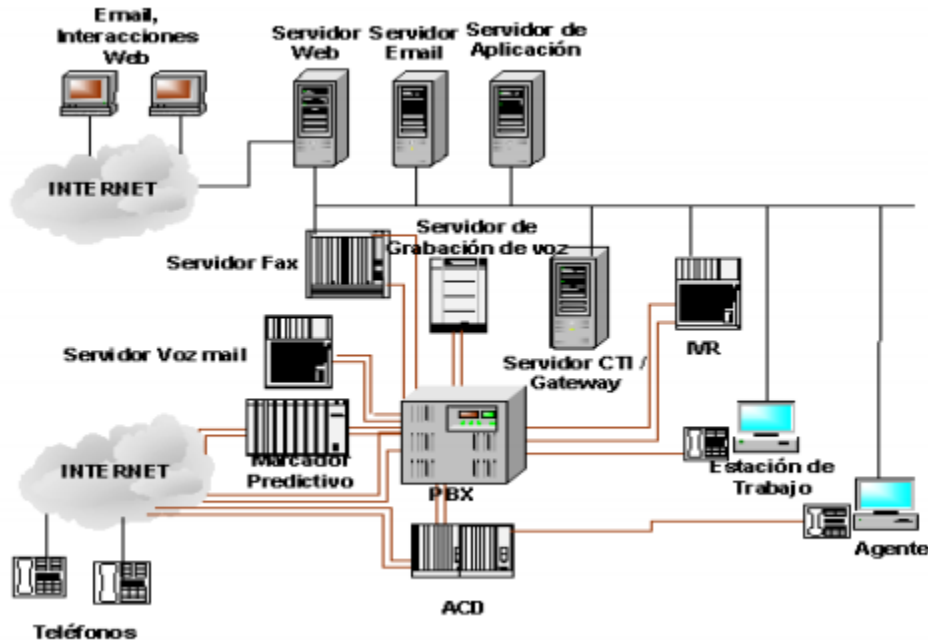 Email,
Interacciones
Web
Servidor
Web
Servidor
Email
Servidor de
Aplicación
INTERNET
Servidor de
Grabación de voz
Servidor Fax
IVR
Servidor Voz mail
Servidor CTI /
Gateway
INTERNET
Marcador
Predictivo
PBX
Estación de
Trabajo
Agente
ACD
Teléfonos